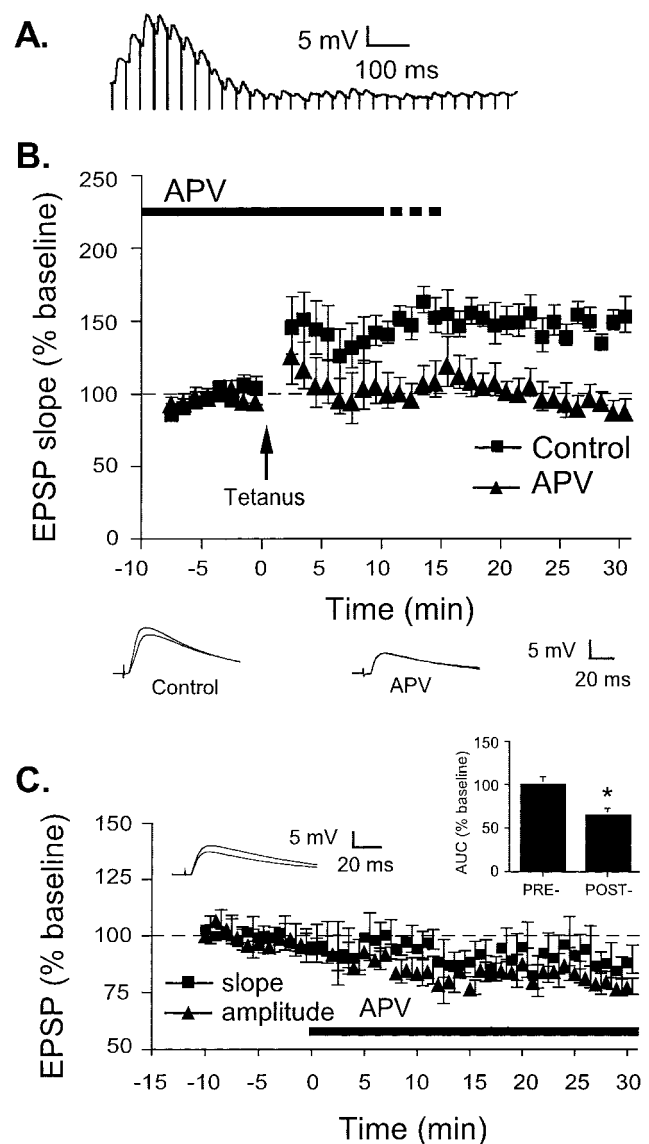 A.
5 mV
100 ms
B.
EPSP slope (% baseline)
250
200
150
100
50
0
APV
Tetanus
Control
APV
-10 -5 0 5 10 15 20 25 30
Time (min)
Control
APV
5 mV
20 ms
C.
EPSP (% baseline)
150
125
100
75
50
5 mV
20 ms
AUC (% baseline)
150
100
50
0
*
PRE- POST-
slope
amplitude
APV
-15 -10 -5 0 5 10 15 20 25 30
Time (min)